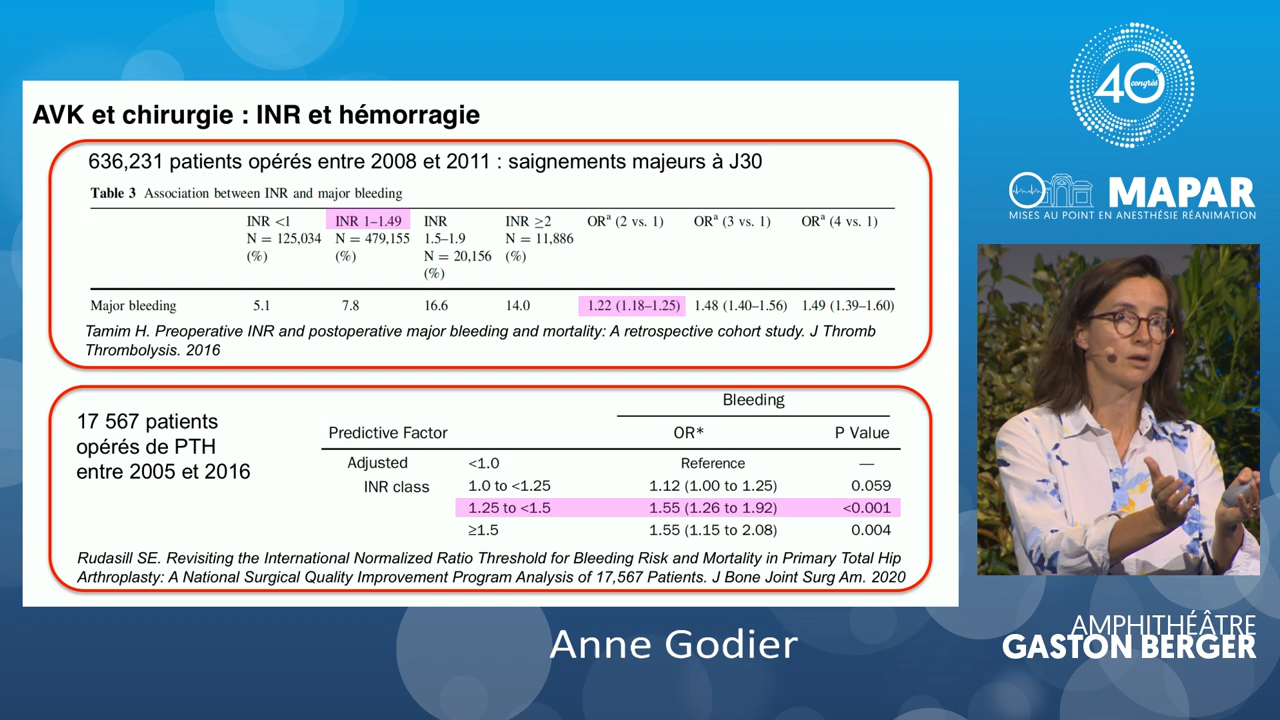 AVK et chirurgie : INR et hémorragie
636,231 patients opérés entre 2008 et 2011 : saignements majeurs à J30
Table 3 Association between INR and major bleeding
INR <1 INR 1–1.49 INR INR ≥2 ORª (2 vs. 1) ORª (3 vs. 1) ORª (4 vs. 1)
N = 125,034 N = 479,155 1.5–1.9 N = 11,886
(%) (%) N = 20,156 (%)
(%)
Major bleeding 5.1 7.8 16.6 14.0 1.22 (1.18–1.25) 1.48 (1.40–1.56) 1.49 (1.39–1.60)
Tamim H. Preoperative INR and postoperative major bleeding and mortality: A retrospective cohort study. J Thromb
Thrombolysis. 2016
17 567 patients
opérés de PTH
entre 2005 et 2016
Bleeding
Predictive Factor OR* P Value
Adjusted <1.0 Reference —
INR class 1.0 to <1.25 1.12 (1.00 to 1.25) 0.059
1.25 to <1.5 1.55 (1.26 to 1.92) <0.001
≥1.5 1.55 (1.15 to 2.08) 0.004
Rudasill SE. Revisiting the International Normalized Ratio Threshold for Bleeding Risk and Mortality in Primary Total Hip
Arthroplasty: A National Surgical Quality Improvement Program Analysis of 17,567 Patients. J Bone Joint Surg Am. 2020
40e congrès
MAPAR
MISES AU POINT EN ANESTHÉSIE RÉANIMATION
Anne Godier
AMPHITHÉÂTRE
GASTON BERGER